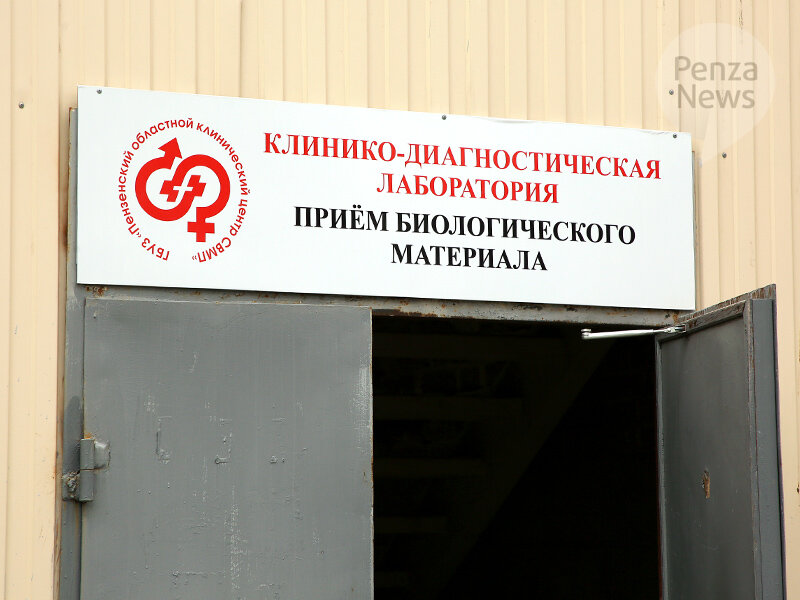 Penza
News
ГБУЗ «Пензенский областной клинический центр СВМП»
КЛИНИКО-ДИАГНОСТИЧЕСКАЯ
ЛАБОРАТОРИЯ
ПРИЁМ БИОЛОГИЧЕСКОГО
МАТЕРИАЛА